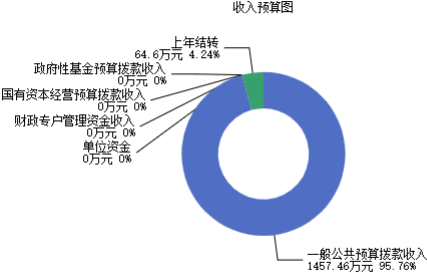 收入预算图
上年结转
64.6万元 4.24%
政府性基金预算拨款收入
0万元 0%
国有资本经营预算拨款收入
0万元 0%
财政专户管理资金收入
0万元 0%
单位资金
0万元 0%
一般公共预算拨款收入
1457.46万元 95.76%